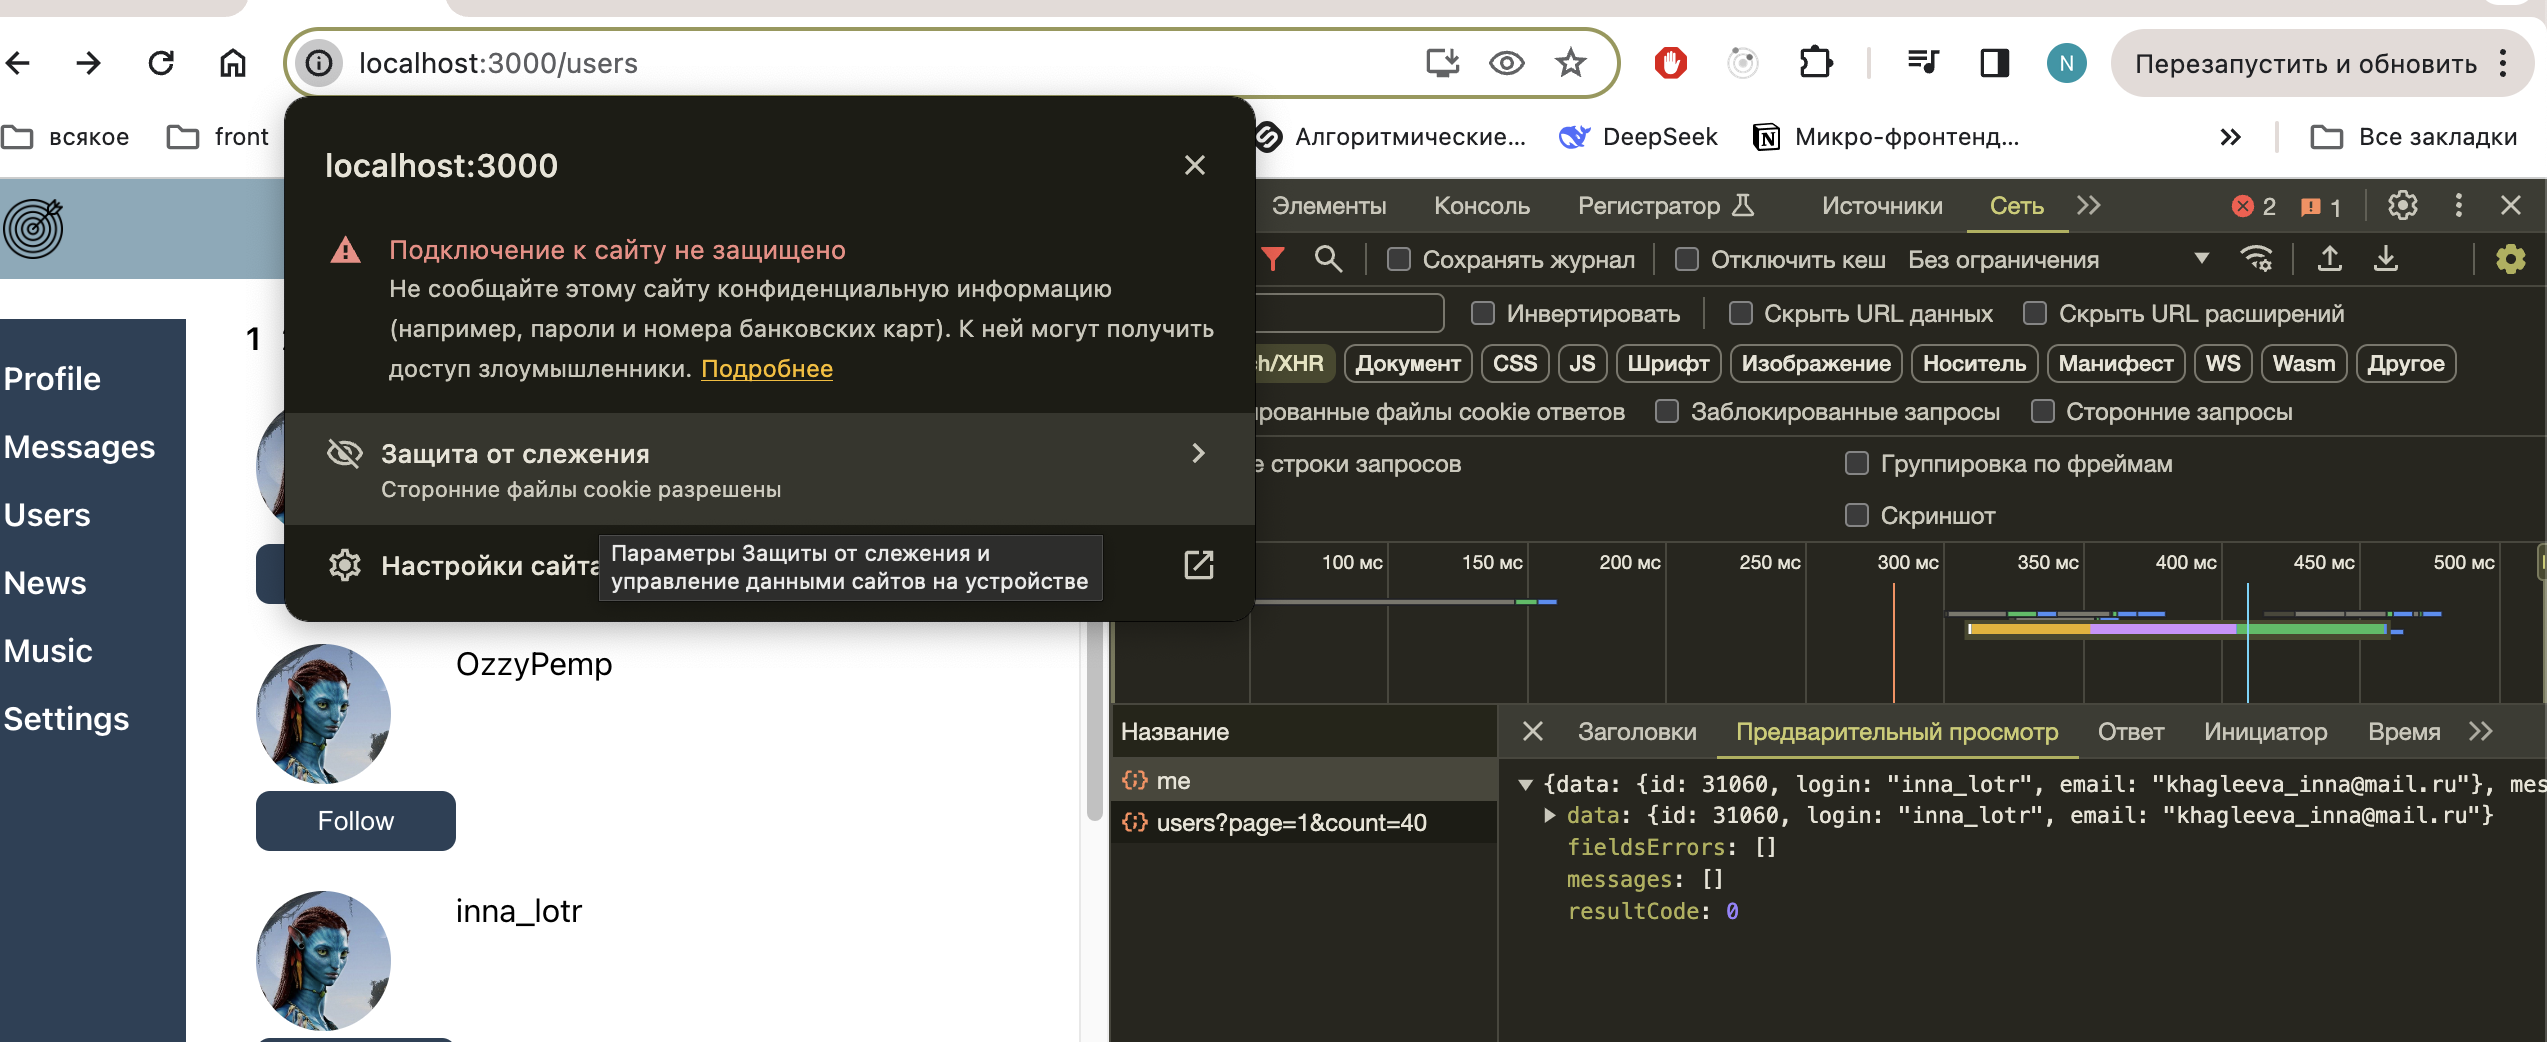 localhost:3000/users
N
Перезапустить и обновить
всякое
front
Алгоритмические...
DeepSeek
Микро-фронтенд...
Все закладки
localhost:3000
Подключение к сайту не защищено
Не сообщайте этому сайту конфиденциальную информацию
(например, пароли и номера банковских карт). К ней могут получить
доступ злоумышленники. Подробнее
Защита от слежения
Сторонние файлы cookie разрешены
Настройки сайта
Параметры Защиты от слежения и
управление данными сайтов на устройстве
1
Profile
Messages
Users
News
Music
Settings
OzzyPemp
Follow
inna_lotr
Элементы
Консоль
Регистратор
Источники
Сеть
2
1
Сохранять журнал
Отключить кеш
Без ограничения
Инвертировать
Скрыть URL данных
Скрыть URL расширений
h/XHR
Документ
CSS
JS
Шрифт
Изображение
Носитель
Манифест
WS
Wasm
Другое
рованные файлы cookie ответов
Заблокированные запросы
Сторонние запросы
е строки запросов
Группировка по фреймам
Скриншот
100 мс
150 мс
200 мс
250 мс
300 мс
350 мс
400 мс
450 мс
500 мс
Название
me
users?page=1&count=40
Заголовки
Предварительный просмотр
Ответ
Инициатор
Время
{data: {id: 31060, login: "inna_lotr", email: "khagleeva_inna@mail.ru"}, mes
data: {id: 31060, login: "inna_lotr", email: "khagleeva_inna@mail.ru"}
fieldsErrors: []
messages: []
resultCode: 0